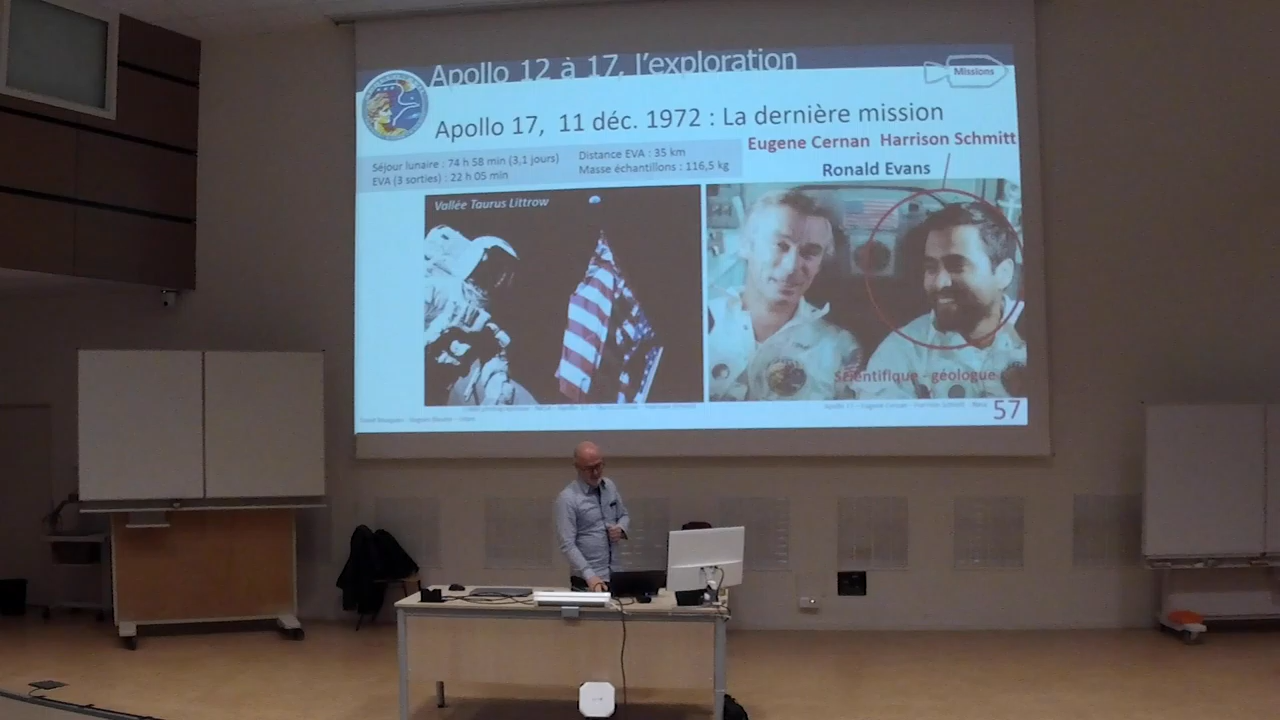 Apollo 12 à 17, l'exploration
Missions
Apollo 17, 11 déc. 1972 : La dernière mission
Eugene Cernan Harrison Schmitt
Ronald Evans
Séjour lunaire : 74 h 58 min (3,1 jours)
EVA (3 sorties) : 22 h 05 min
Distance EVA : 35 km
Masse échantillons : 116,5 kg
Vallée Taurus Littrow
Scientifique - géologue
57